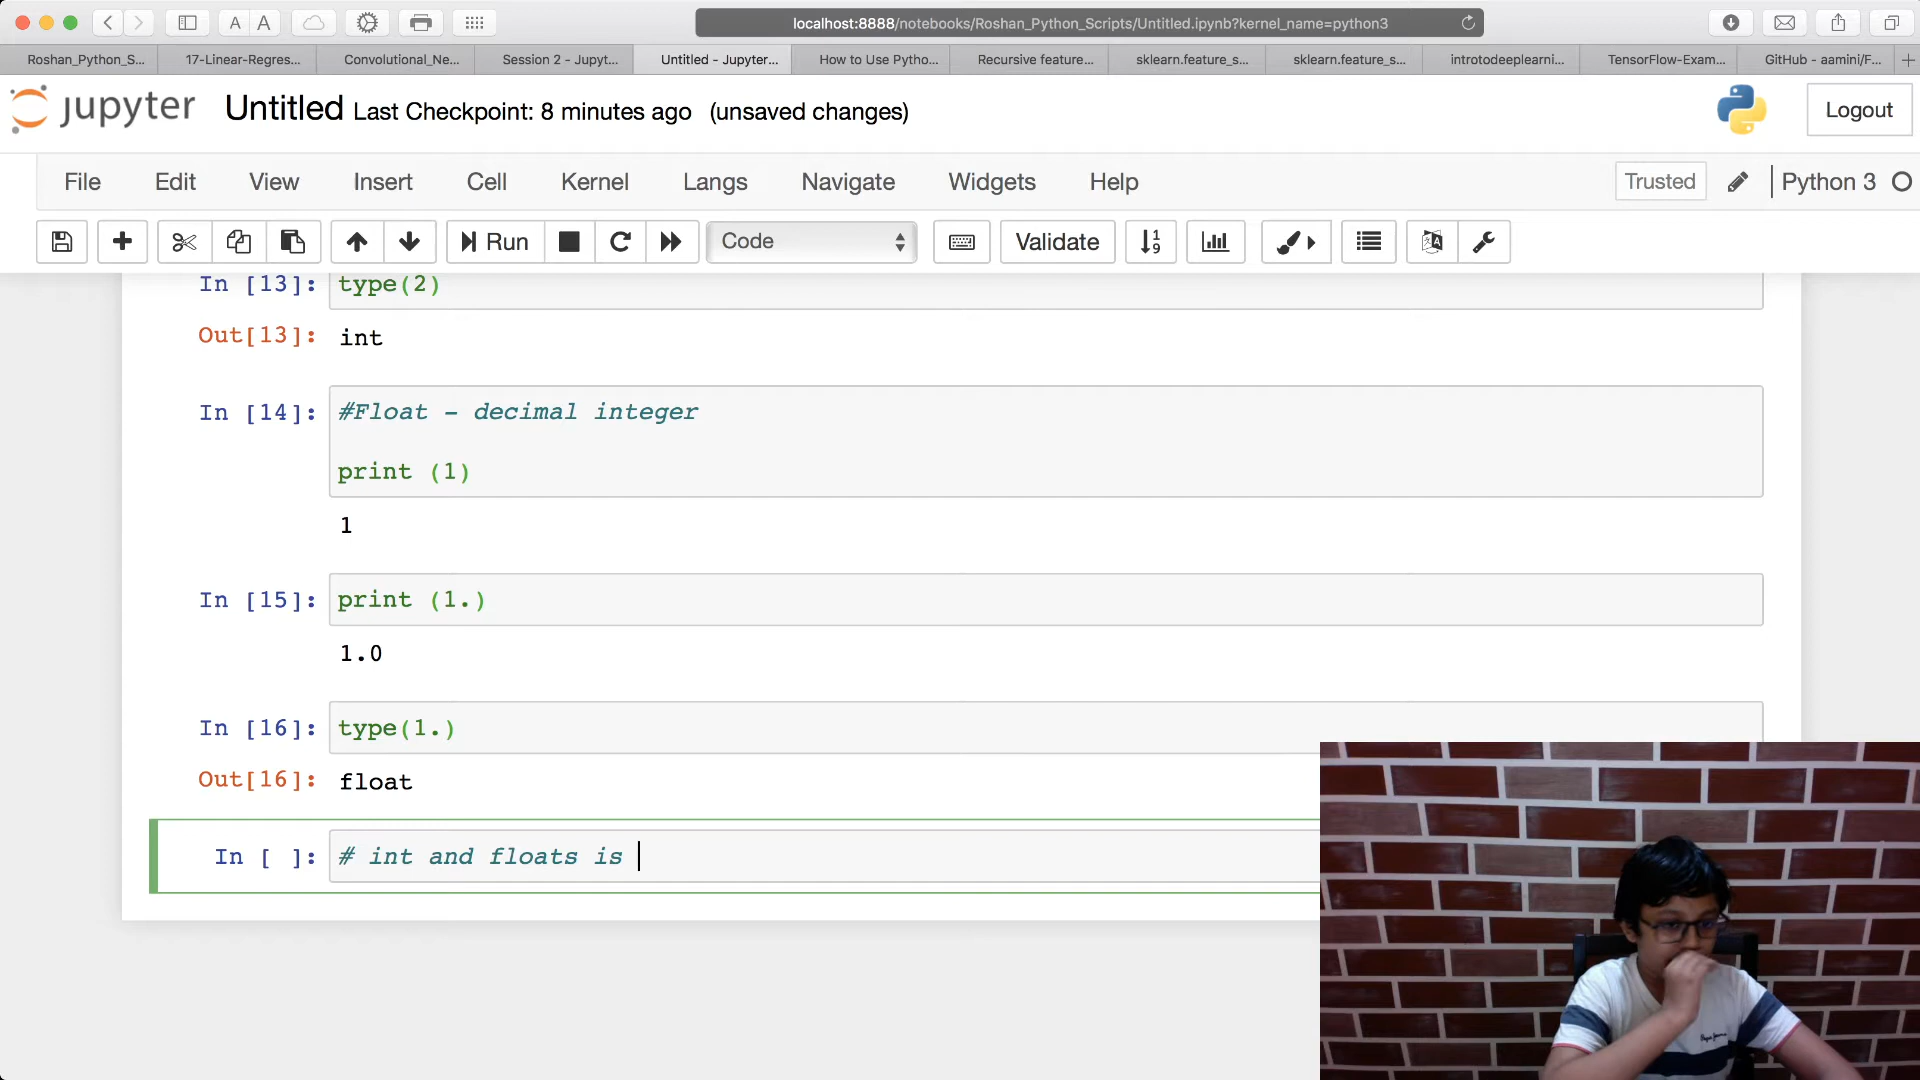 localhost:8888/notebooks/Roshan_Python_Scripts/Untitled.ipynb?kernel_name=python3
Roshan_Python_S... 17-Linear-Regres... Convolutional_Ne... Session 2 - Jupyt... Untitled - Jupyter... How to Use Pytho... Recursive feature... sklearn.feature_s... sklearn.feature_s... introtodeeplearni... TensorFlow-Exam... GitHub - aamini/F...
jupyter Untitled Last Checkpoint: 8 minutes ago (unsaved changes) Logout
File Edit View Insert Cell Kernel Langs Navigate Widgets Help Trusted Python 3
Run Code Validate
In [13]: type(2)
Out[13]: int
In [14]: #Float - decimal integer
print (1)
1
In [15]: print (1.)
1.0
In [16]: type(1.)
Out[16]: float
In [ ]: # int and floats is